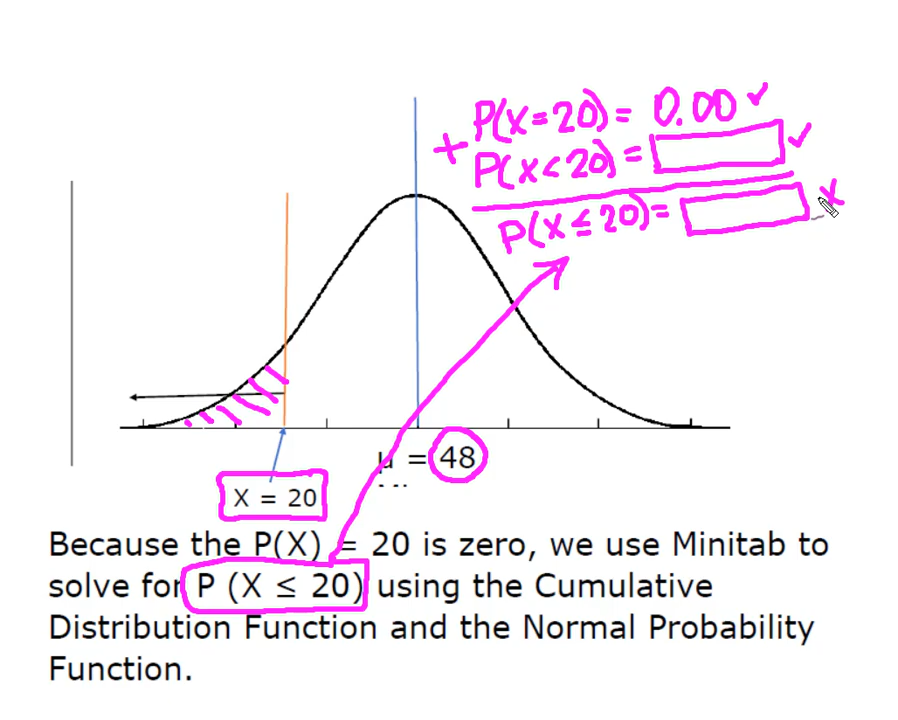 P(X=20) = 0.00 ✓
+ P(X<20) = ✓
P(X≤20) = x
μ = 48
X = 20
Because the P(X) = 20 is zero, we use Minitab to
solve for P (X ≤ 20) using the Cumulative
Distribution Function and the Normal Probability
Function.